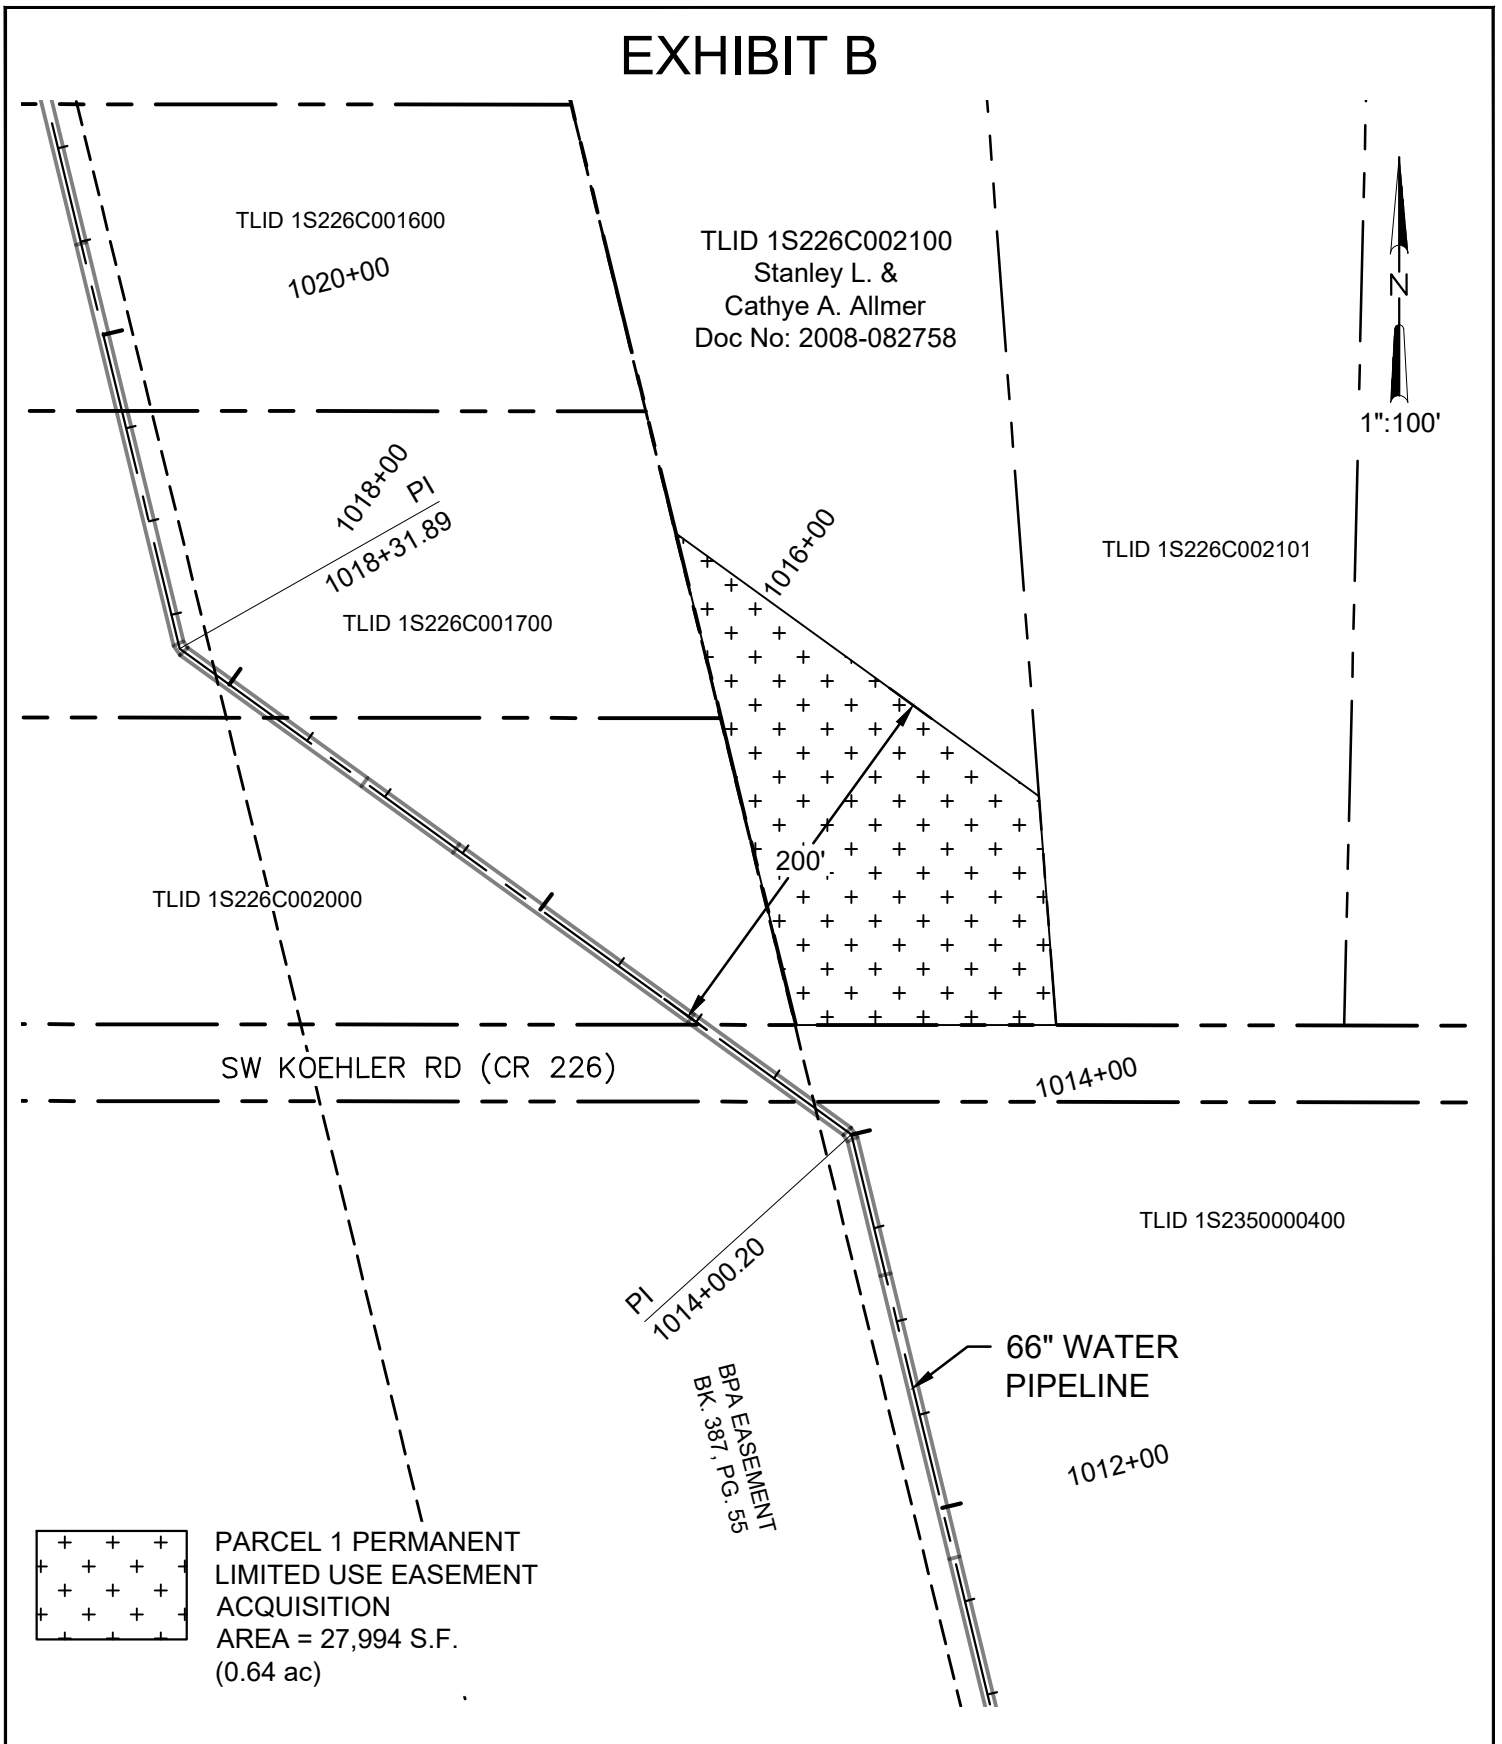 EXHIBIT B
TLID 1S226C001600
1020+00
TLID 1S226C002100
Stanley L. &
Cathye A. Allmer
Doc No: 2008-082758
N
1":100'
1018+00
PI
1018+31.89
1016+00
TLID 1S226C002101
TLID 1S226C001700
200'
TLID 1S226C002000
SW KOEHLER RD (CR 226)
1014+00
TLID 1S2350000400
PI
1014+00.20
66" WATER
PIPELINE
BPA EASEMENT
BK. 387, PG. 55
1012+00
PARCEL 1 PERMANENT
LIMITED USE EASEMENT
ACQUISITION
AREA = 27,994 S.F.
(0.64 ac)